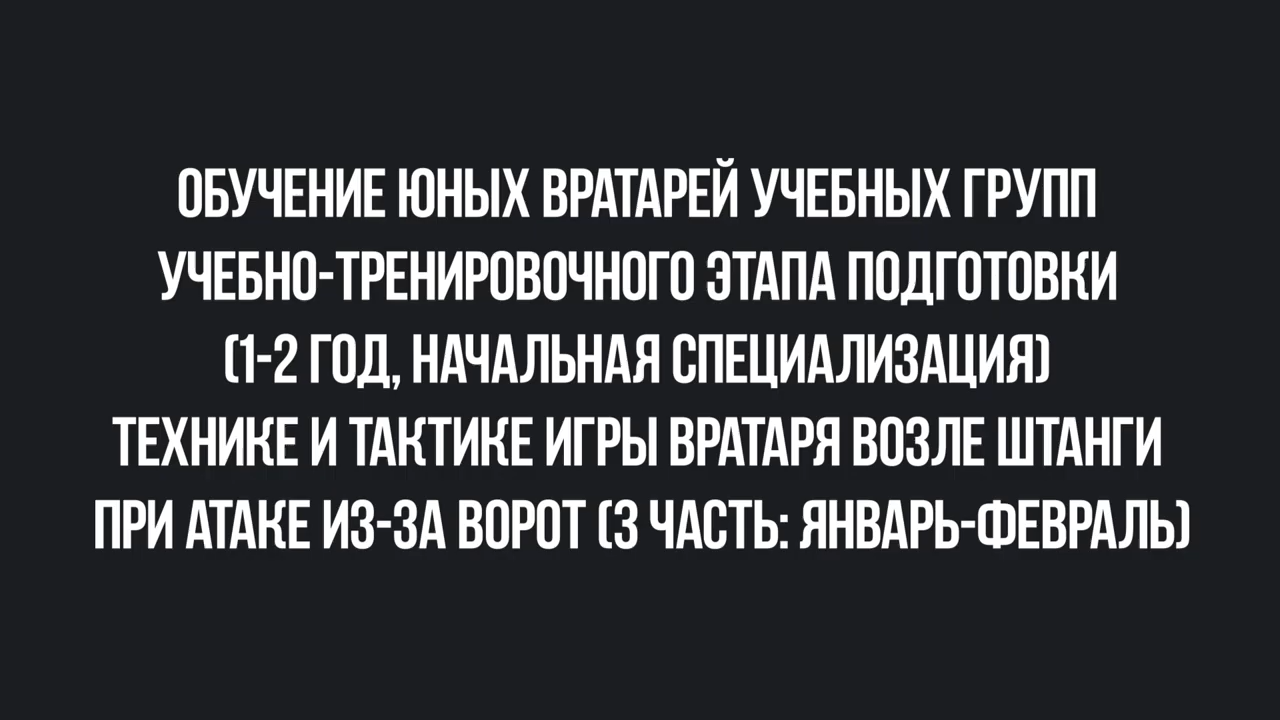 ОБУЧЕНИЕ ЮНЫХ ВРАТАРЕЙ УЧЕБНЫХ ГРУПП
УЧЕБНО-ТРЕНИРОВОЧНОГО ЭТАПА ПОДГОТОВКИ
(1-2 ГОД, НАЧАЛЬНАЯ СПЕЦИАЛИЗАЦИЯ)
ТЕХНИКЕ И ТАКТИКЕ ИГРЫ ВРАТАРЯ ВОЗЛЕ ШТАНГИ
ПРИ АТАКЕ ИЗ-ЗА ВОРОТ (3 ЧАСТЬ: ЯНВАРЬ-ФЕВРАЛЬ)